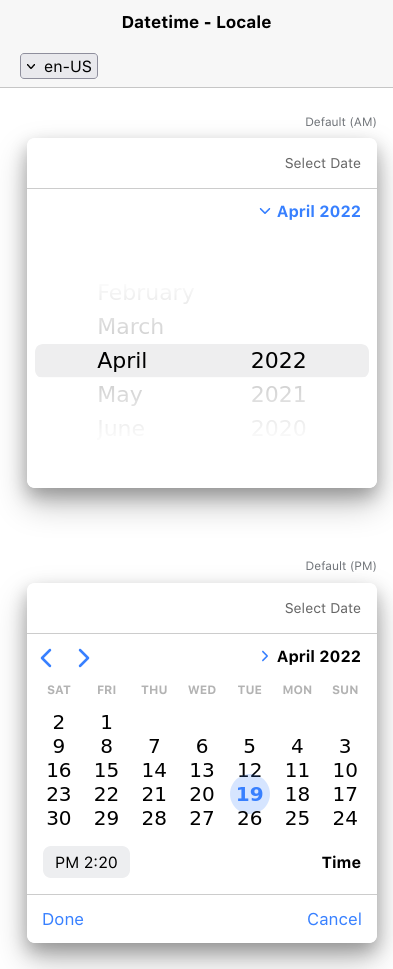 Datetime - Locale
en-US
Default (AM)
Select Date
April 2022
February
March
April 2022
May 2021
June 2020
Default (PM)
Select Date
April 2022
SAT FRI THU WED TUE MON SUN
2 1
9 8 7 6 5 4 3
16 15 14 13 12 11 10
23 22 21 20 19 18 17
30 29 28 27 26 25 24
PM 2:20 Time
Done Cancel